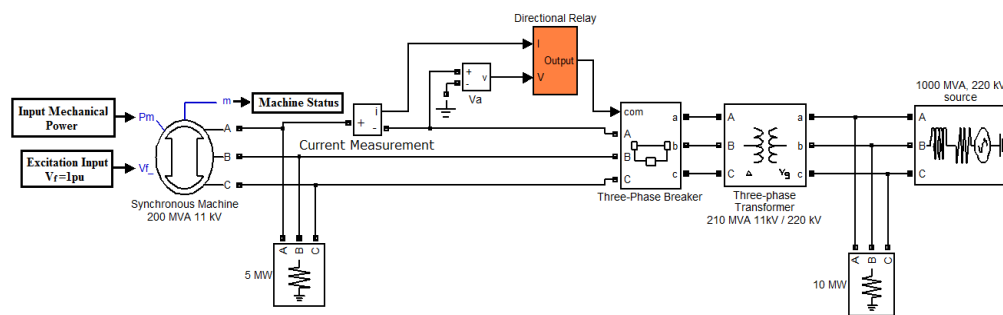 Directional Relay
I
Output
V
+
-
v
Va
i
+
-
Current Measurement
Input Mechanical
Power
Pm
m
Machine Status
Excitation Input
Vf=1pu
Vf_
A
B
C
Synchronous Machine
200 MVA 11 kV
A
B
C
5 MW
com
A
B
C
a
b
c
Three-Phase Breaker
A
B
C
a
b
c
Δ
Yg
Three-phase
Transformer
210 MVA 11kV / 220 kV
1000 MVA, 220 kV
source
A
B
C
A
B
C
10 MW